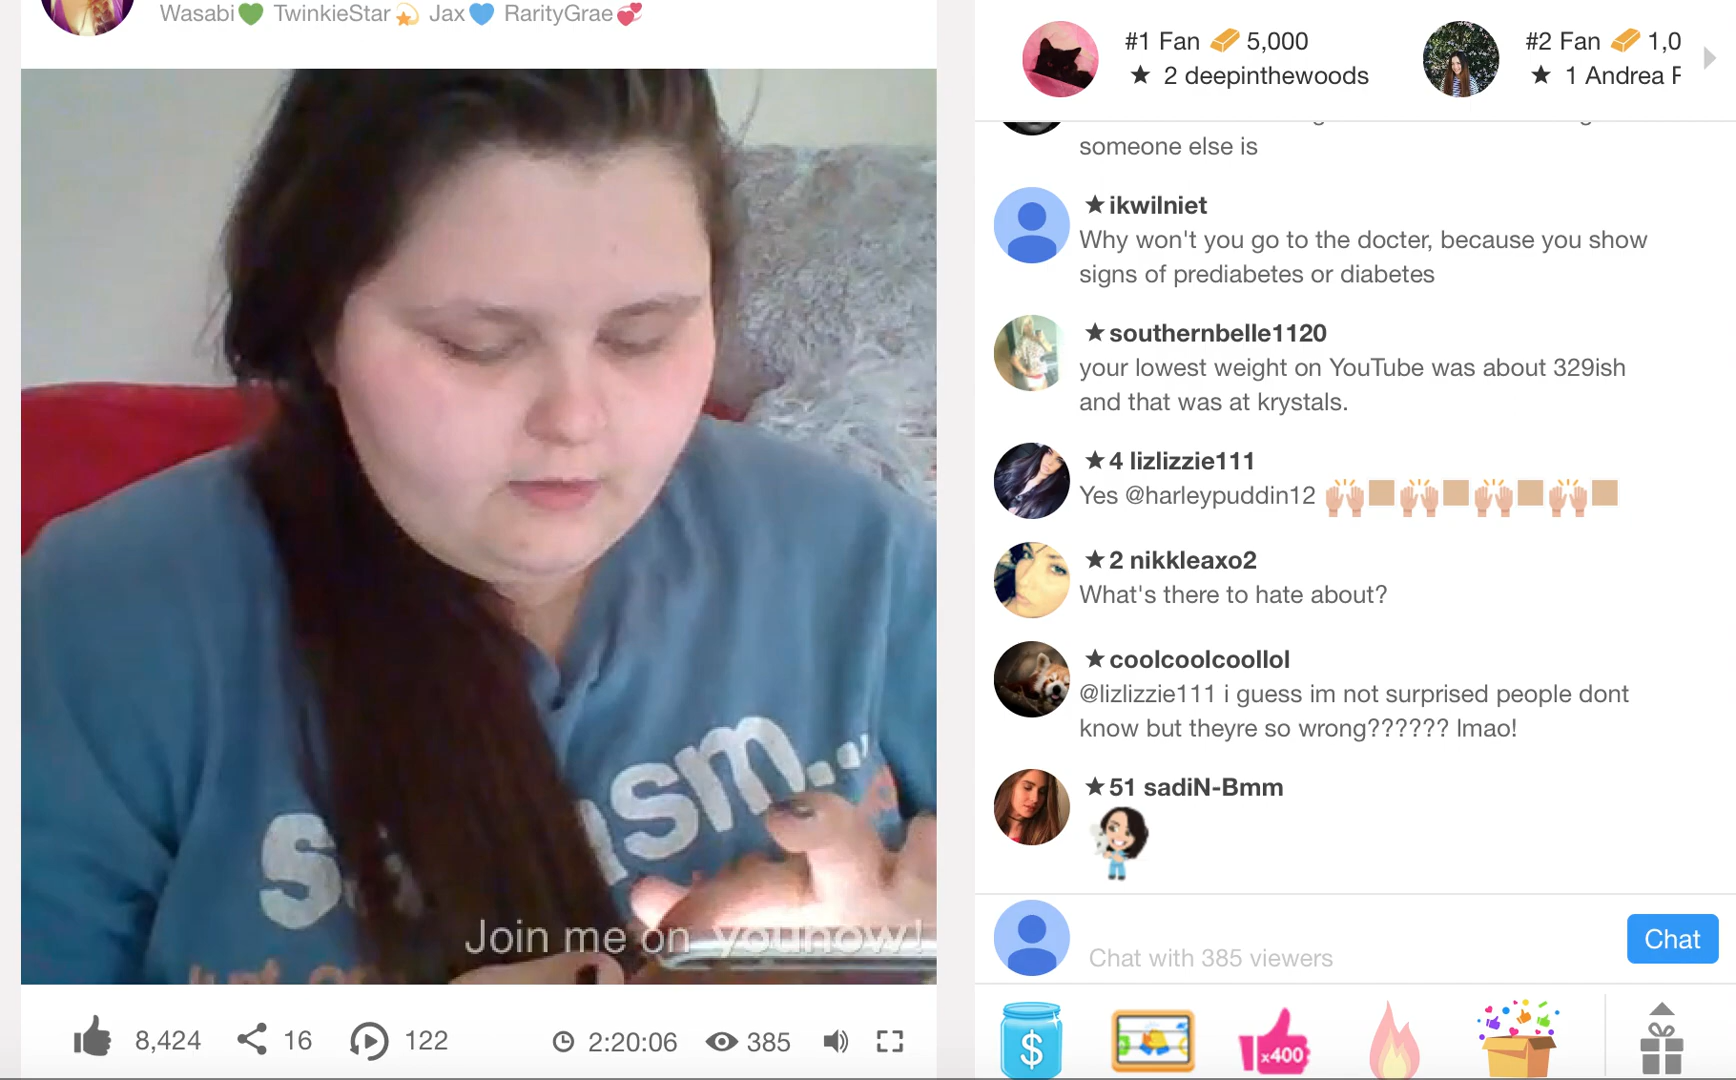 Wasabi💚 TwinkieStar💫 Jax💙 RarityGrae💞
#1 Fan 5,000
★ 2 deepinthewoods
#2 Fan 1,0
★ 1 Andrea F
someone else is
★ ikwilniet
Why won't you go to the docter, because you show
signs of prediabetes or diabetes
★ southernbelle1120
your lowest weight on YouTube was about 329ish
and that was at krystals.
★ 4 lizlizzie111
Yes @harleypuddin12 🙌🏼🙌🏼🙌🏼🙌🏼
★ 2 nikkleaxo2
What's there to hate about?
★ coolcoolcoollol
@lizlizzie111 i guess im not surprised people dont
know but theyre so wrong?????? lmao!
★ 51 sadiN-Bmm
Chat with 385 viewers
Chat
s asm...
Join me on younow!
8,424 16 122 2:20:06 385
$
x400